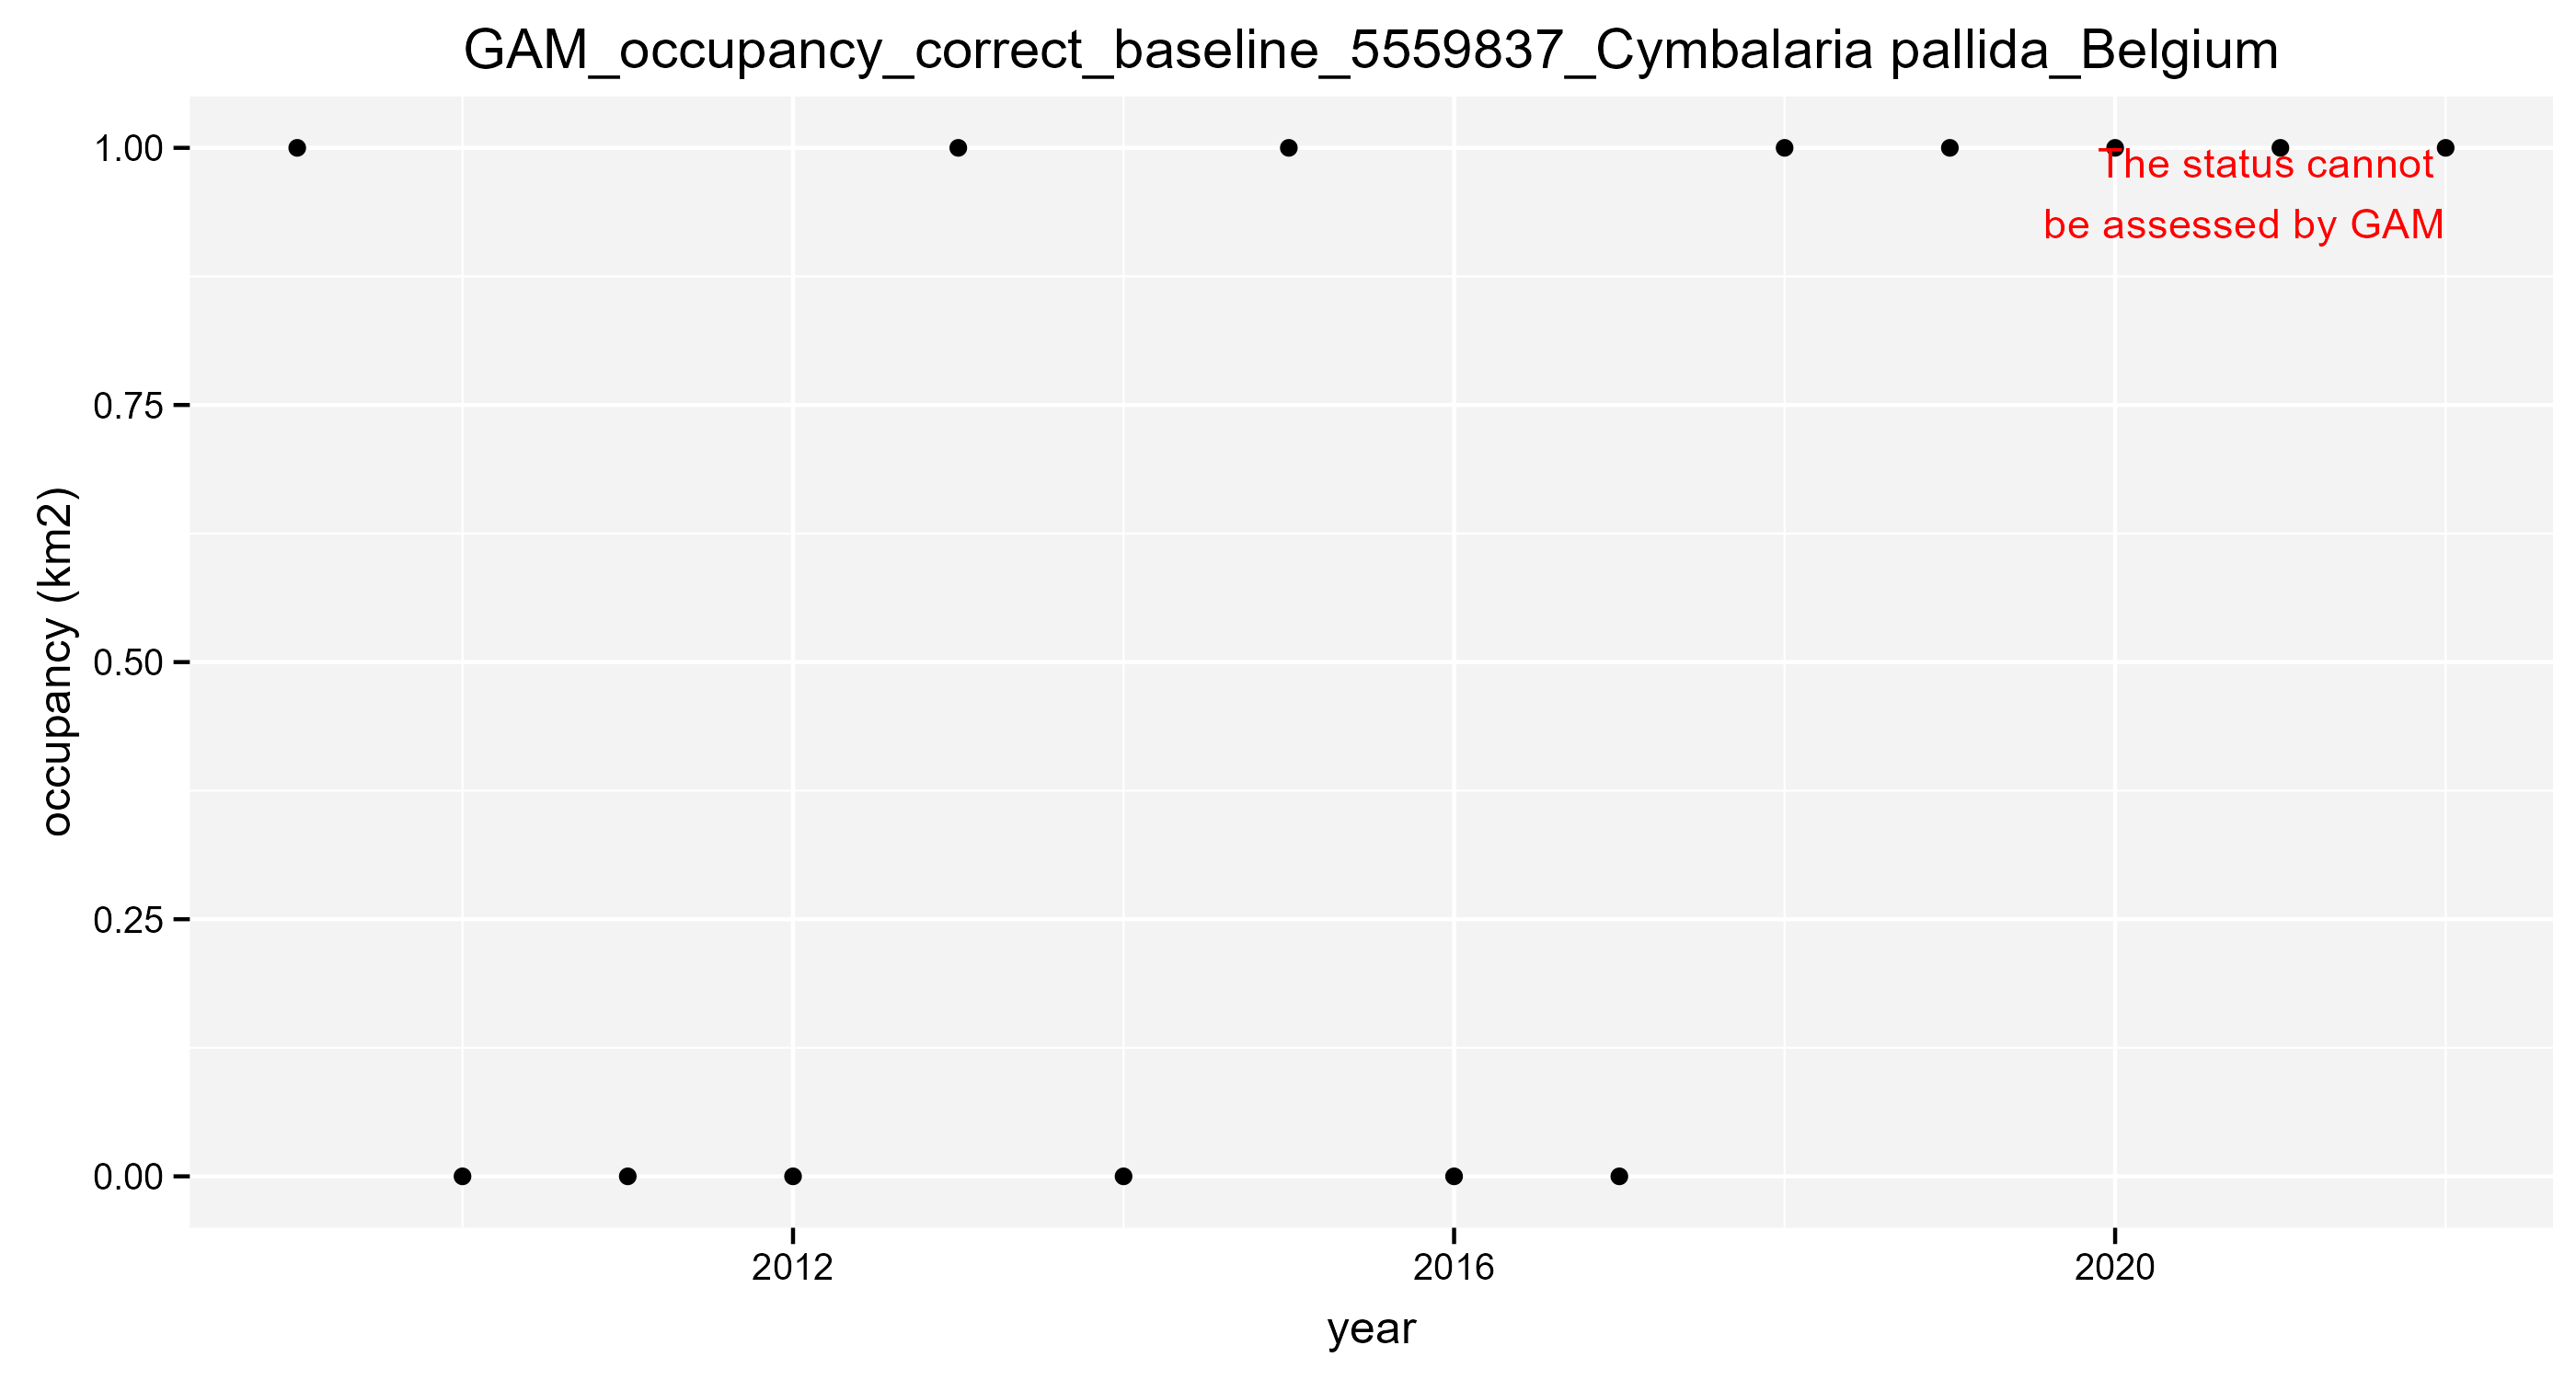 GAM_occupancy_correct_baseline_5559837_Cymbalaria pallida_Belgium
1.00
The status cannot
be assessed by GAM
0.75
occupancy (km2)
0.50
0.25
0.00
2012 2016 2020
year